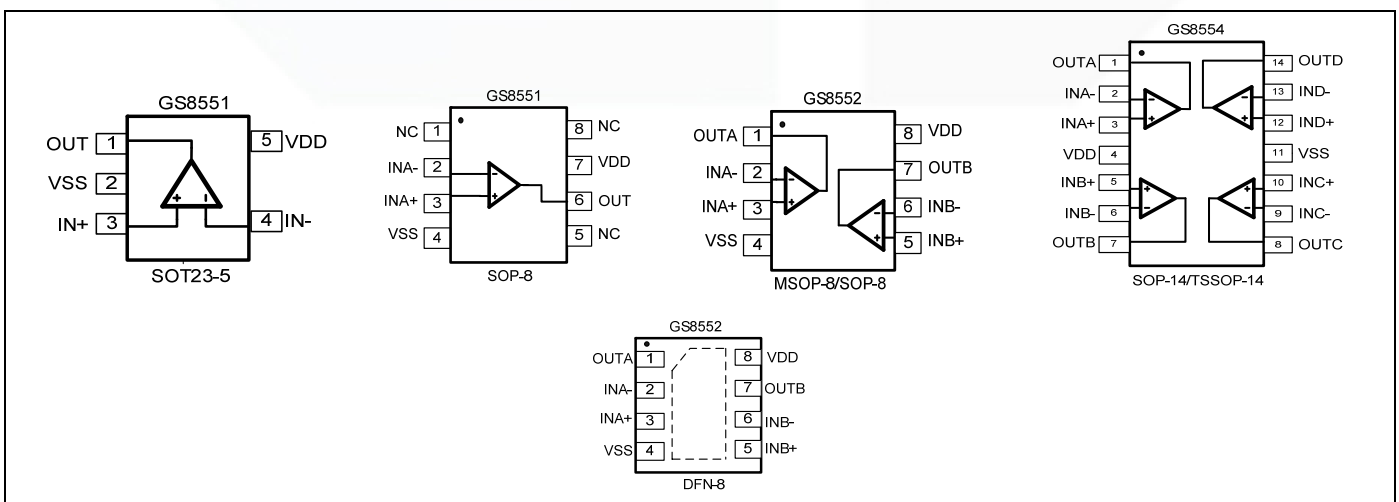 GS8551
OUT 1 5 VDD
VSS 2
IN+ 3 4 IN-
+ -
SOT23-5
GS8551
NC 1 8 NC
INA- 2 - 7 VDD
INA+ 3 + 6 OUT
VSS 4 5 NC
SOP-8
GS8552
OUTA 1 8 VDD
INA- 2 - 7 OUTB
INA+ 3 + - 6 INB-
VSS 4 + 5 INB+
MSOP-8/SOP-8
GS8554
OUTA 1 14 OUTD
INA- 2 - - 13 IND-
INA+ 3 + + 12 IND+
VDD 4 11 VSS
INB+ 5 + + 10 INC+
INB- 6 - - 9 INC-
OUTB 7 8 OUTC
SOP-14/TSSOP-14
GS8552
OUTA 1 8 VDD
INA- 2 7 OUTB
INA+ 3 6 INB-
VSS 4 5 INB+
DFN-8